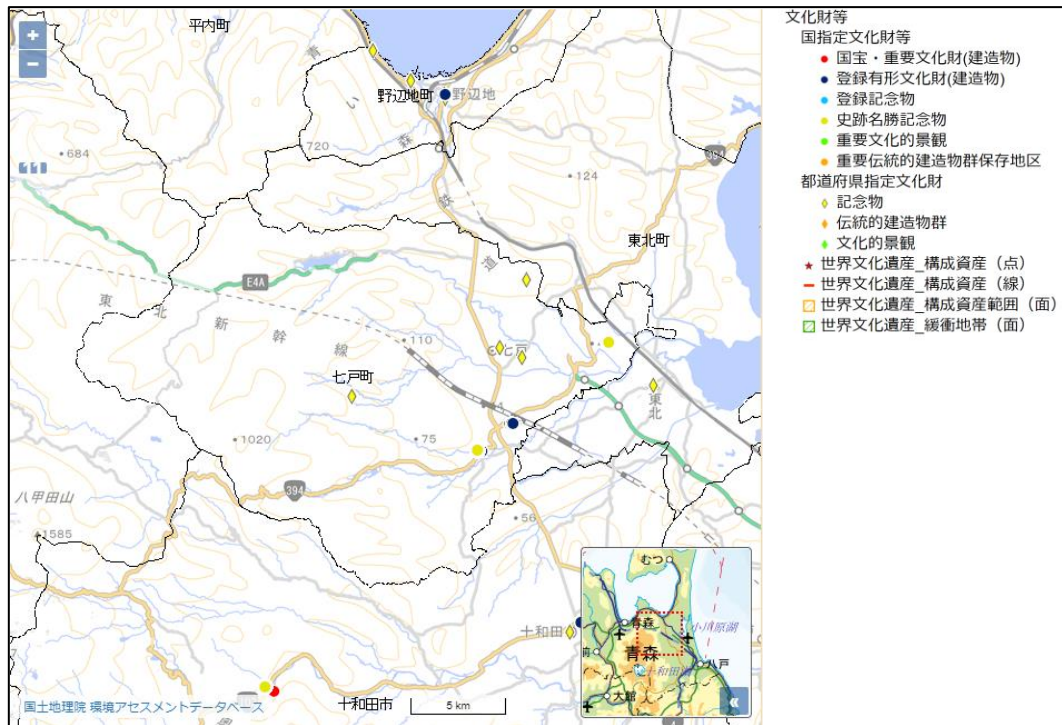 文化財等
国指定文化財等
国宝・重要文化財(建造物)
登録有形文化財(建造物)
登録記念物
史跡名勝記念物
重要文化的景観
重要伝統的建造物群保存地区
都道府県指定文化財
記念物
伝統的建造物群
文化的景観
世界文化遺産_構成資産（点）
世界文化遺産_構成資産（線）
世界文化遺産_構成資産範囲（面）
世界文化遺産_緩衝地帯（面）
+
−
平内町
青い森鉄道
野辺地町
野辺地
684
720
394
124
東北町
E4A
東北新幹線
110
七戸
七戸町
東北
1020
75
394
八甲田山
1585
56
七
十和田
十和田市
5 km
国土地理院 環境アセスメントデータベース
むつ
青森
小川原湖
青森
十和田
八戸
大館
«